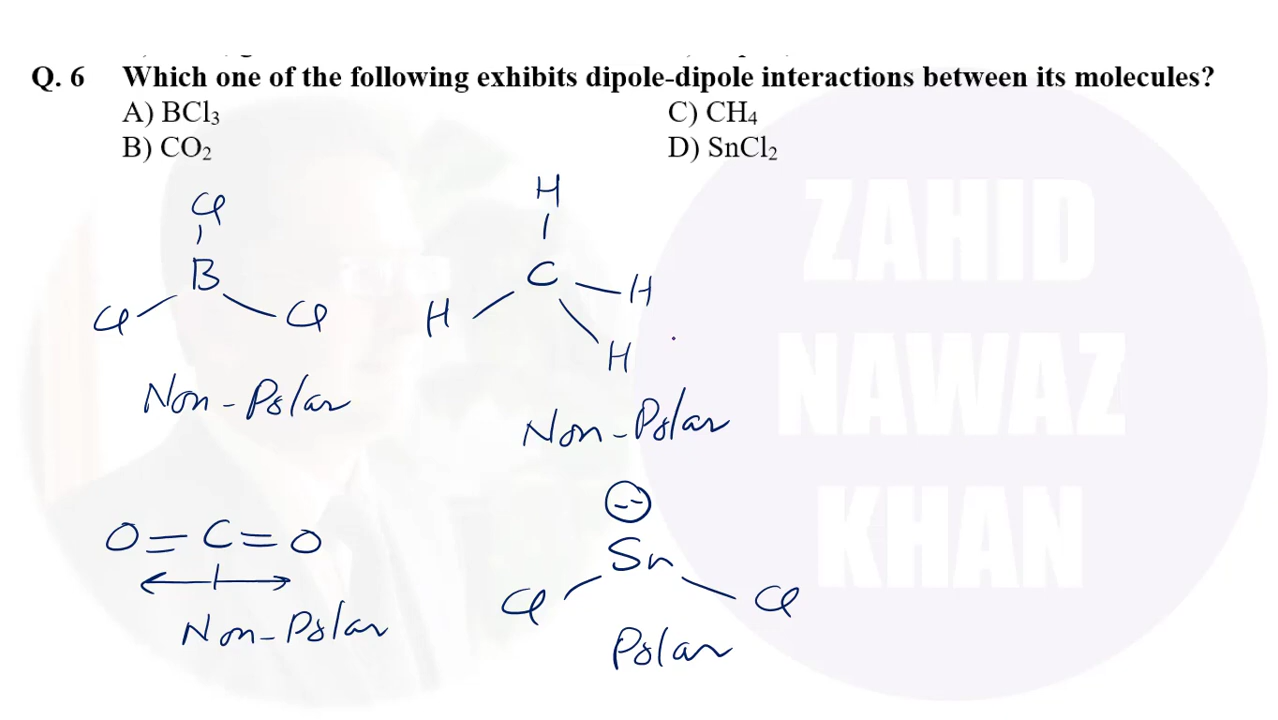 Q. 6 Which one of the following exhibits dipole-dipole interactions between its molecules?
A) BCl₃ C) CH₄
B) CO₂ D) SnCl₂
Cl
B
Cl Cl
Non-Polar
H
C H
H
H
Non-Polar
O=C=O
Non-Polar
Sn
Cl Cl
Polar
ZAHID
NAWAZ
KHAN